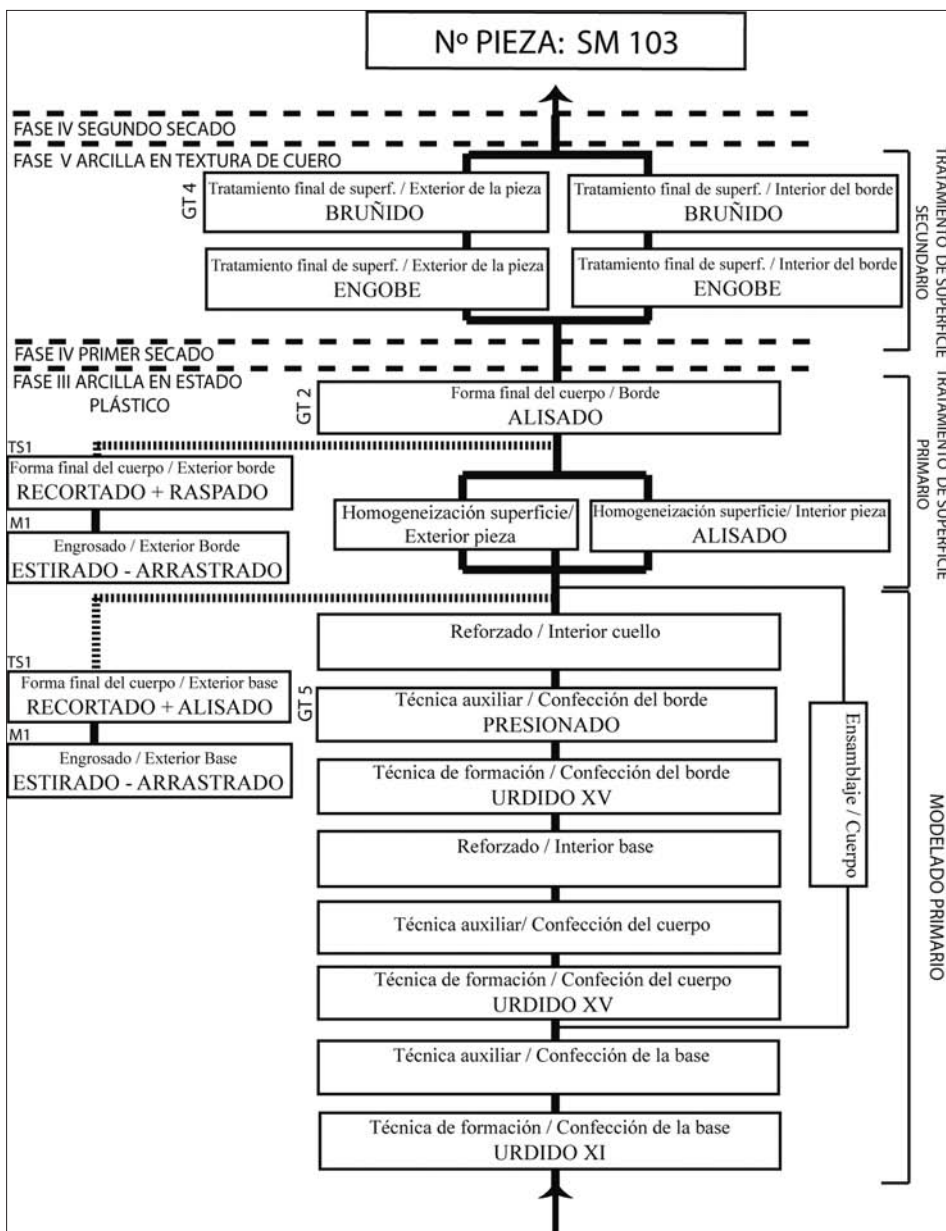 Nº PIEZA: SM 103
FASE IV SEGUNDO SECADO
FASE V ARCILLA EN TEXTURA DE CUERO
GT 4
Tratamiento final de superf. / Exterior de la pieza
BRUÑIDO
Tratamiento final de superf. / Interior del borde
BRUÑIDO
Tratamiento final de superf. / Exterior de la pieza
ENGOBE
Tratamiento final de superf. / Interior del borde
ENGOBE
TRATAMIENTO DE SUPERFICIE
SECUNDARIO
FASE IV PRIMER SECADO
FASE III ARCILLA EN ESTADO
PLÁSTICO
GT 2
Forma final del cuerpo / Borde
ALISADO
TS1
Forma final del cuerpo / Exterior borde
RECORTADO + RASPADO
M1
Engrosado / Exterior Borde
ESTIRADO - ARRASTRADO
Homogeneización superficie/
Exterior pieza
Homogeneización superficie/ Interior pieza
ALISADO
TRATAMIENTO DE SUPERFICIE
PRIMARIO
Reforzado / Interior cuello
TS1
Forma final del cuerpo / Exterior base
RECORTADO + ALISADO
M1
Engrosado / Exterior Base
ESTIRADO - ARRASTRADO
GT 5
Técnica auxiliar / Confección del borde
PRESIONADO
Técnica de formación / Confección del borde
URDIDO XV
Reforzado / Interior base
Técnica auxiliar/ Confección del cuerpo
Técnica de formación / Confeción del cuerpo
URDIDO XV
Técnica auxiliar / Confección de la base
Técnica de formación / Confección de la base
URDIDO XI
Ensamblaje / Cuerpo
MODELADO PRIMARIO